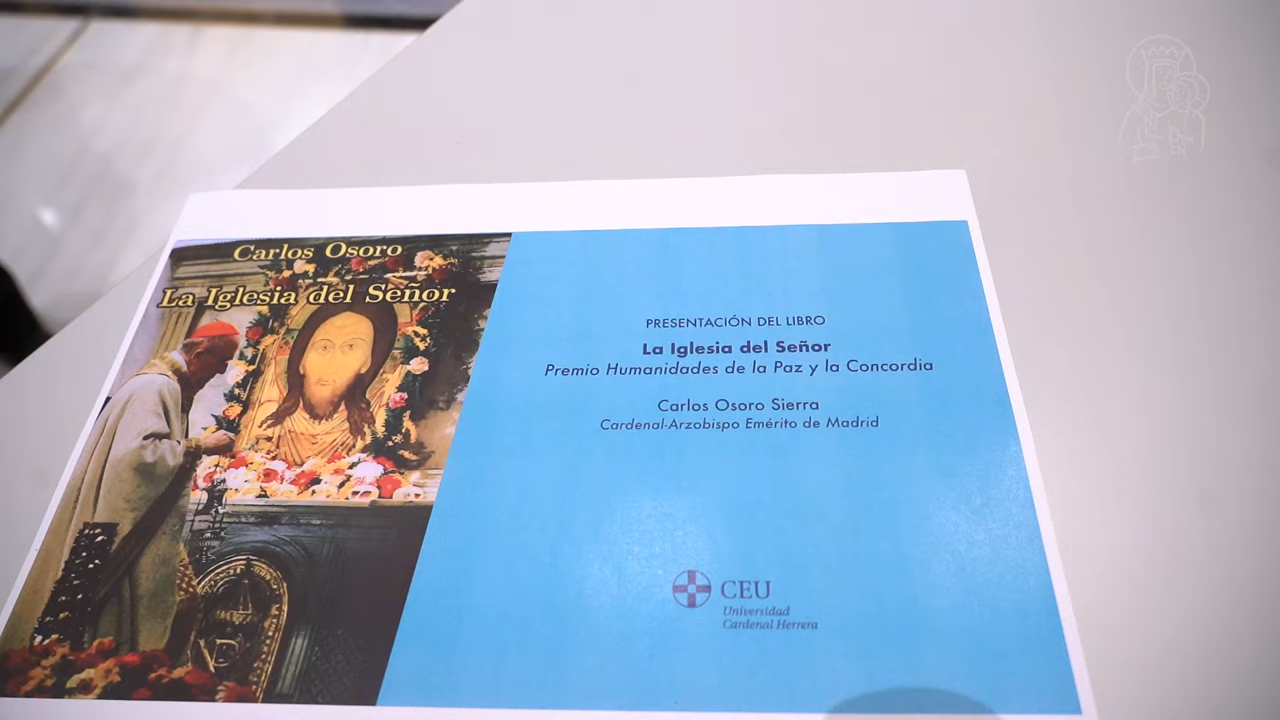 Carlos Osoro
La Iglesia del Señor
PRESENTACIÓN DEL LIBRO
La Iglesia del Señor
Premio Humanidades de la Paz y la Concordia
Carlos Osoro Sierra
Cardenal-Arzobispo Emérito de Madrid
CEU
Universidad
Cardenal Herrera